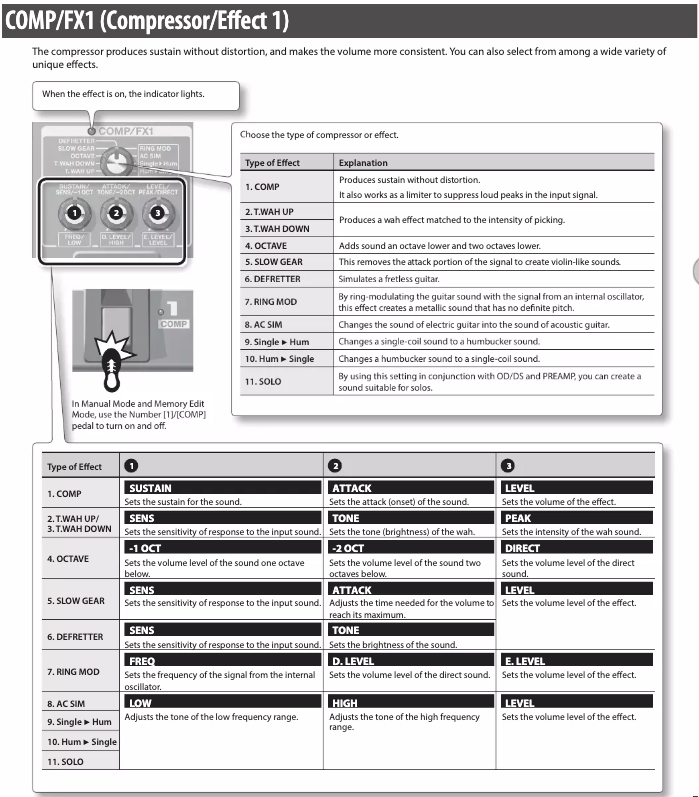 COMP/FX1 (Compressor/Effect 1)
The compressor produces sustain without distortion, and makes the volume more consistent. You can also select from among a wide variety of
unique effects.
When the effect is on, the indicator lights.
COMP/FX1
DEFRETTER
SLOW GEAR
OCTAVE
T.WAH DOWN
T.WAH UP
RING MOD
AC SIM
Single▸Hum
SUSTAIN/
SENS/-1OCT
ATTACK/
TONE/-2OCT
LEVEL/
PEAK/DIRECT
1
2
3
FREQ/
LOW
D. LEVEL/
HIGH
E. LEVEL/
LEVEL
1
COMP
In Manual Mode and Memory Edit
Mode, use the Number [1]/[COMP]
pedal to turn on and off.
Choose the type of compressor or effect.
Type of Effect Explanation
1. COMP
Produces sustain without distortion.
It also works as a limiter to suppress loud peaks in the input signal.
2. T.WAH UP
3. T.WAH DOWN
Produces a wah effect matched to the intensity of picking.
4. OCTAVE Adds sound an octave lower and two octaves lower.
5. SLOW GEAR This removes the attack portion of the signal to create violin-like sounds.
6. DEFRETTER Simulates a fretless guitar.
7. RING MOD
By ring-modulating the guitar sound with the signal from an internal oscillator,
this effect creates a metallic sound that has no definite pitch.
8. AC SIM Changes the sound of electric guitar into the sound of acoustic guitar.
9. Single ▸ Hum Changes a single-coil sound to a humbucker sound.
10. Hum ▸ Single Changes a humbucker sound to a single-coil sound.
11. SOLO
By using this setting in conjunction with OD/DS and PREAMP, you can create a
sound suitable for solos.
Type of Effect 1 2 3
1. COMP
SUSTAIN
Sets the sustain for the sound.
ATTACK
Sets the attack (onset) of the sound.
LEVEL
Sets the volume of the effect.
2. T.WAH UP/
3. T.WAH DOWN
SENS
Sets the sensitivity of response to the input sound.
TONE
Sets the tone (brightness) of the wah.
PEAK
Sets the intensity of the wah sound.
4. OCTAVE
-1 OCT
Sets the volume level of the sound one octave
below.
-2 OCT
Sets the volume level of the sound two
octaves below.
DIRECT
Sets the volume level of the direct
sound.
5. SLOW GEAR
SENS
Sets the sensitivity of response to the input sound.
ATTACK
Adjusts the time needed for the volume to
reach its maximum.
LEVEL
Sets the volume level of the effect.
6. DEFRETTER
SENS
Sets the sensitivity of response to the input sound.
TONE
Sets the brightness of the sound.
7. RING MOD
FREQ
Sets the frequency of the signal from the internal
oscillator.
D. LEVEL
Sets the volume level of the direct sound.
E. LEVEL
Sets the volume level of the effect.
8. AC SIM
9. Single ▸ Hum
10. Hum ▸ Single
11. SOLO
LOW
Adjusts the tone of the low frequency range.
HIGH
Adjusts the tone of the high frequency
range.
LEVEL
Sets the volume level of the effect.